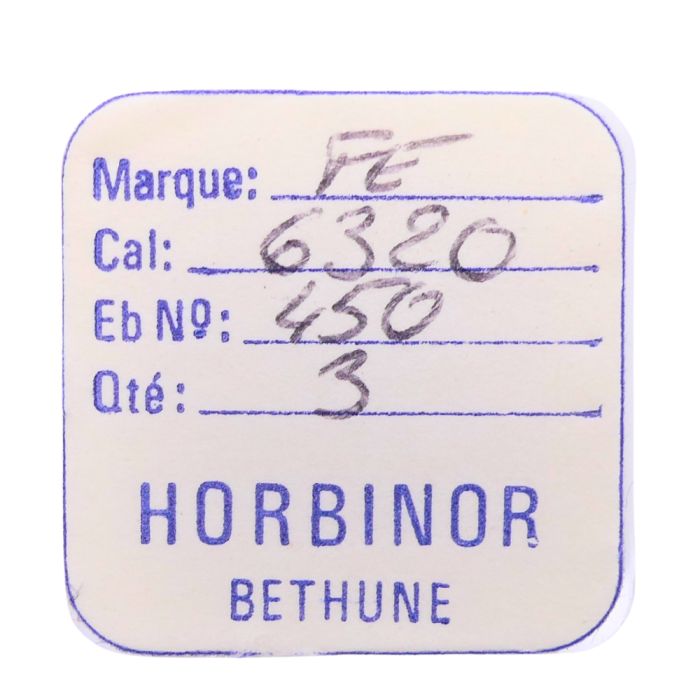 Marque: FE
Cal: 6320
Eb Nº: 450
Qté: 3
HORBINOR
BETHUNE